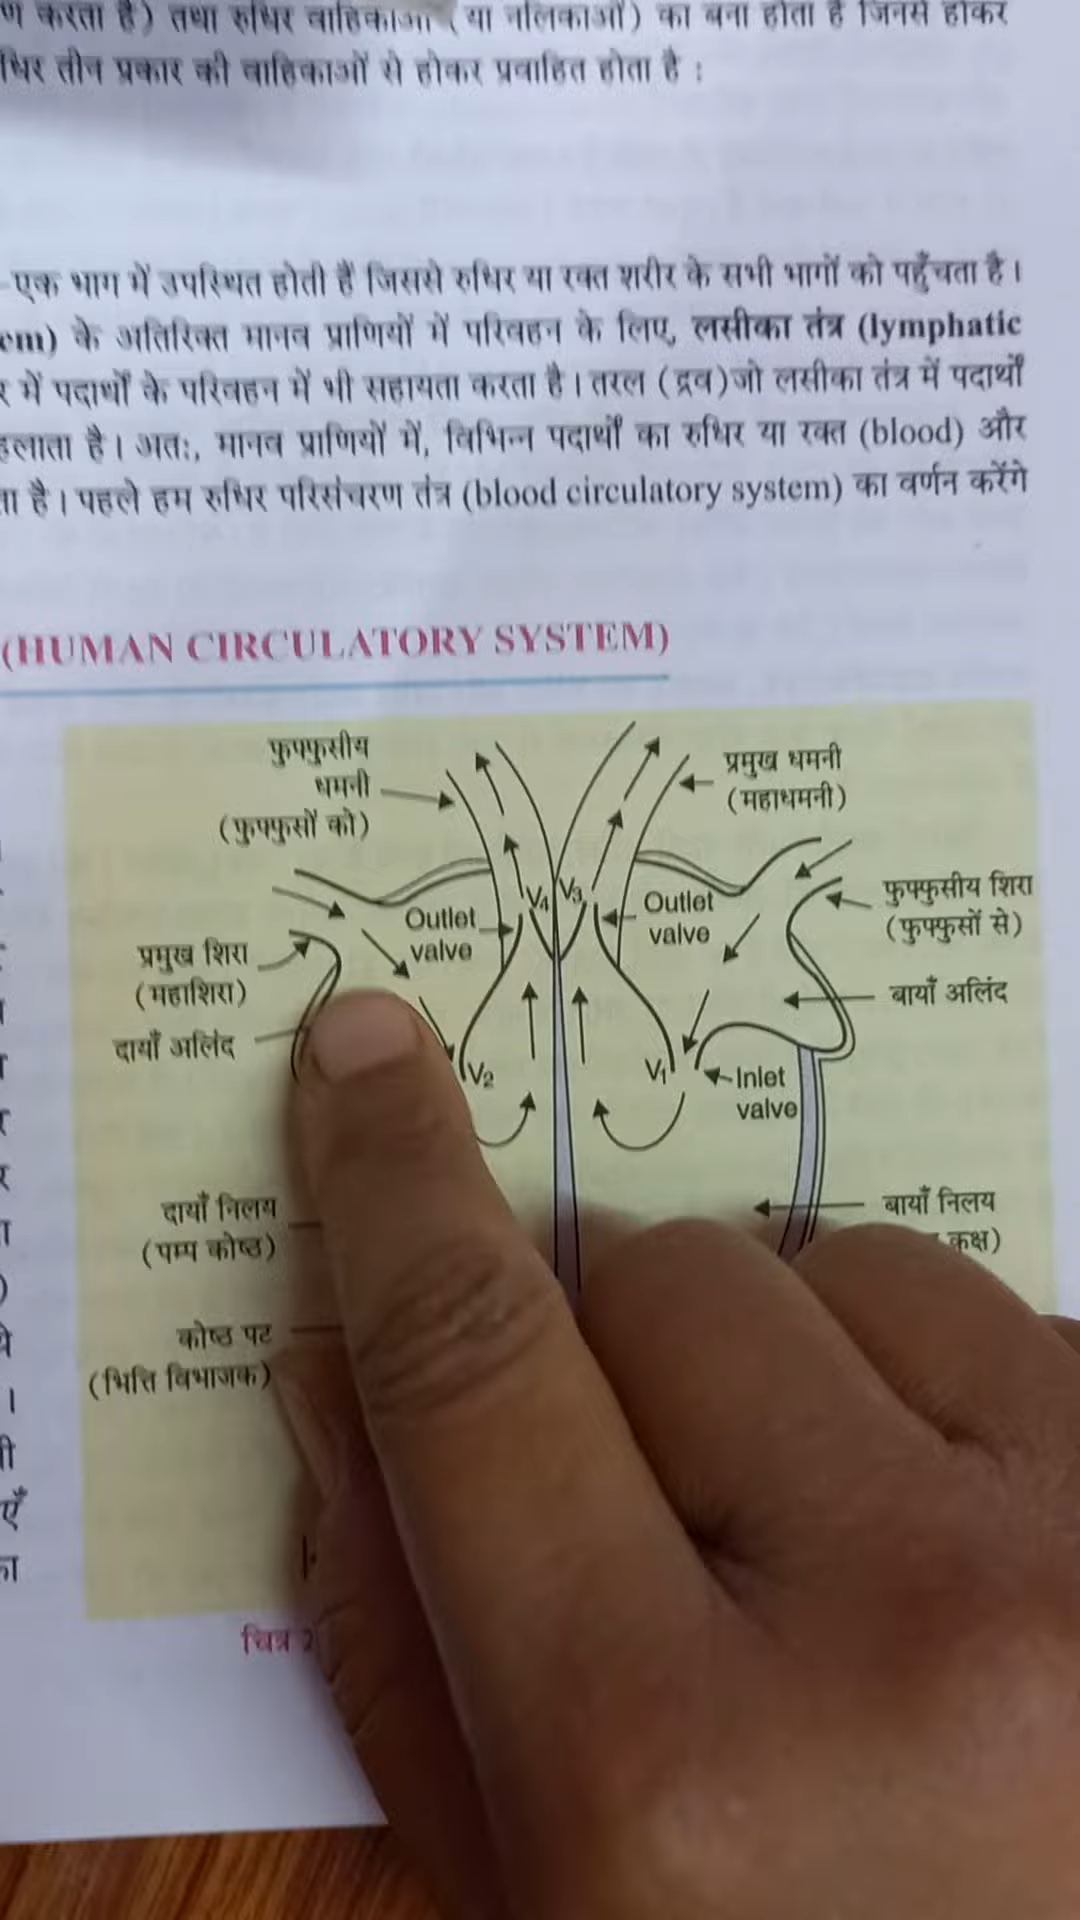 करता है) तथा रुधिर वाहिकाओं (या नलिकाओं) का बना होता है जिनसे होकर
तीन प्रकार की वाहिकाओं से होकर प्रवाहित होता है :
एक भाग में उपस्थित होती हैं जिससे रुधिर या रक्त शरीर के सभी भागों को पहुँचता है।
em) के अतिरिक्त मानव प्राणियों में परिवहन के लिए, लसीका तंत्र (lymphatic
में पदार्थों के परिवहन में भी सहायता करता है। तरल (द्रव) जो लसीका तंत्र में पदार्थों
है। अतः, मानव प्राणियों में, विभिन्न पदार्थों का रुधिर या रक्त (blood) और
है। पहले हम रुधिर परिसंचरण तंत्र (blood circulatory system) का वर्णन करेंगे
(HUMAN CIRCULATORY SYSTEM)
फुफ्फुसीय
धमनी
(फुफ्फुसों को)
प्रमुख धमनी
(महाधमनी)
V4
V3
Outlet
valve
Outlet
valve
फुफ्फुसीय शिरा
(फुफ्फुसों से)
प्रमुख शिरा
(महाशिरा)
बायाँ अलिंद
दायाँ अलिंद
V2
V1
Inlet
valve
दायाँ निलय
(पम्प कोष्ठ)
बायाँ निलय
कक्ष)
कोष्ठ पट
(भित्ति विभाजक)
चित्र 2